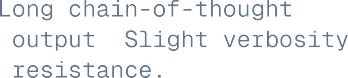 Long chain-of-thought
output  Slight verbosity
resistance.